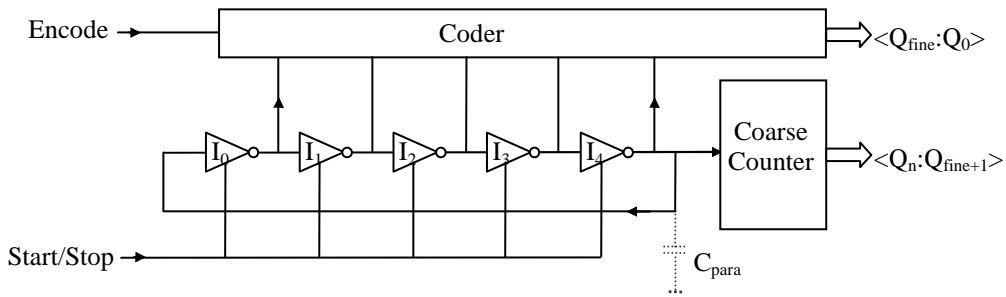 Encode
Coder
<Q_fine:Q_0>
I_0 I_1 I_2 I_3 I_4
Coarse
Counter
<Q_n:Q_fine+1>
Start/Stop
C_para